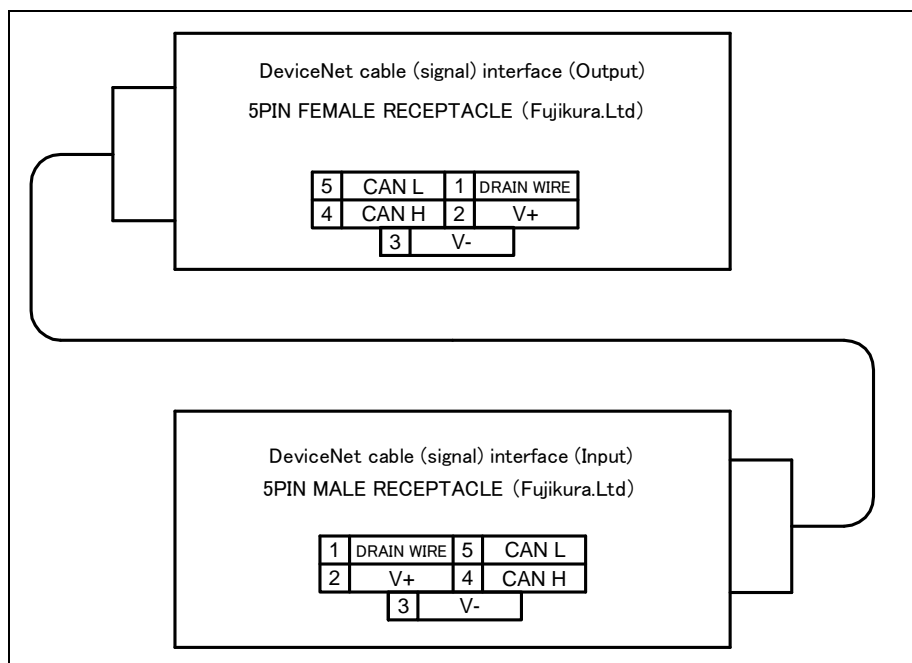 DeviceNet cable (signal) interface (Output)
5PIN FEMALE RECEPTACLE (Fujikura.Ltd)
5 CAN L 1 DRAIN WIRE
4 CAN H 2 V+
3 V-
DeviceNet cable (signal) interface (Input)
5PIN MALE RECEPTACLE (Fujikura.Ltd)
1 DRAIN WIRE 5 CAN L
2 V+ 4 CAN H
3 V-